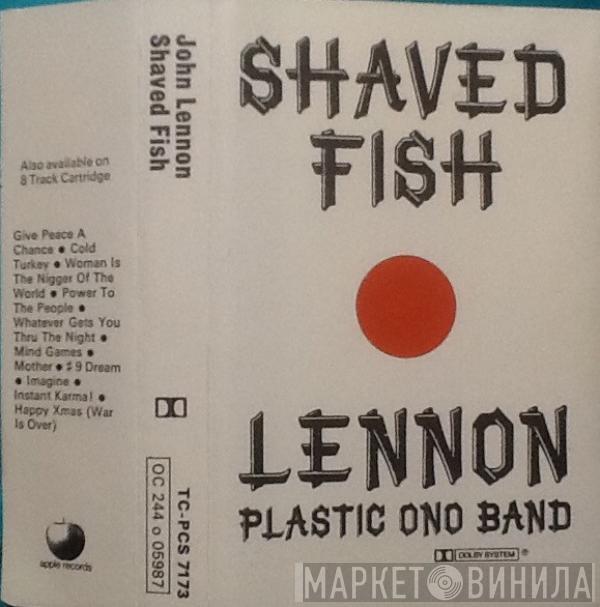 Also available on
8 Track Cartridge
Give Peace A
Chance • Cold
Turkey • Woman Is
The Nigger Of The
World • Power To
The People •
Whatever Gets You
Thru The Night •
Mind Games •
Mother • #9 Dream
• Imagine •
Instant Karma! •
Happy Xmas (War
Is Over)
apple records
John Lennon
Shaved Fish
TC-PCS 7173
OC 244 o 05987
SHAVED
FISH
LENNON
PLASTIC ONO BAND
DOLBY SYSTEM ®
МАРКЕТ ВИНИЛА